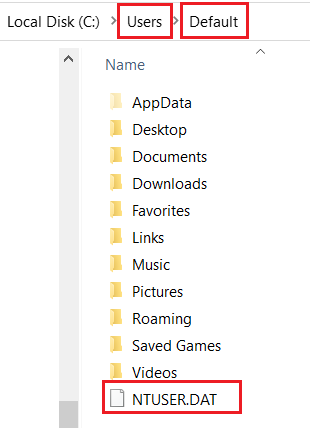 Local Disk (C:) > Users > Default
Name
AppData
Desktop
Documents
Downloads
Favorites
Links
Music
Pictures
Roaming
Saved Games
Videos
NTUSER.DAT